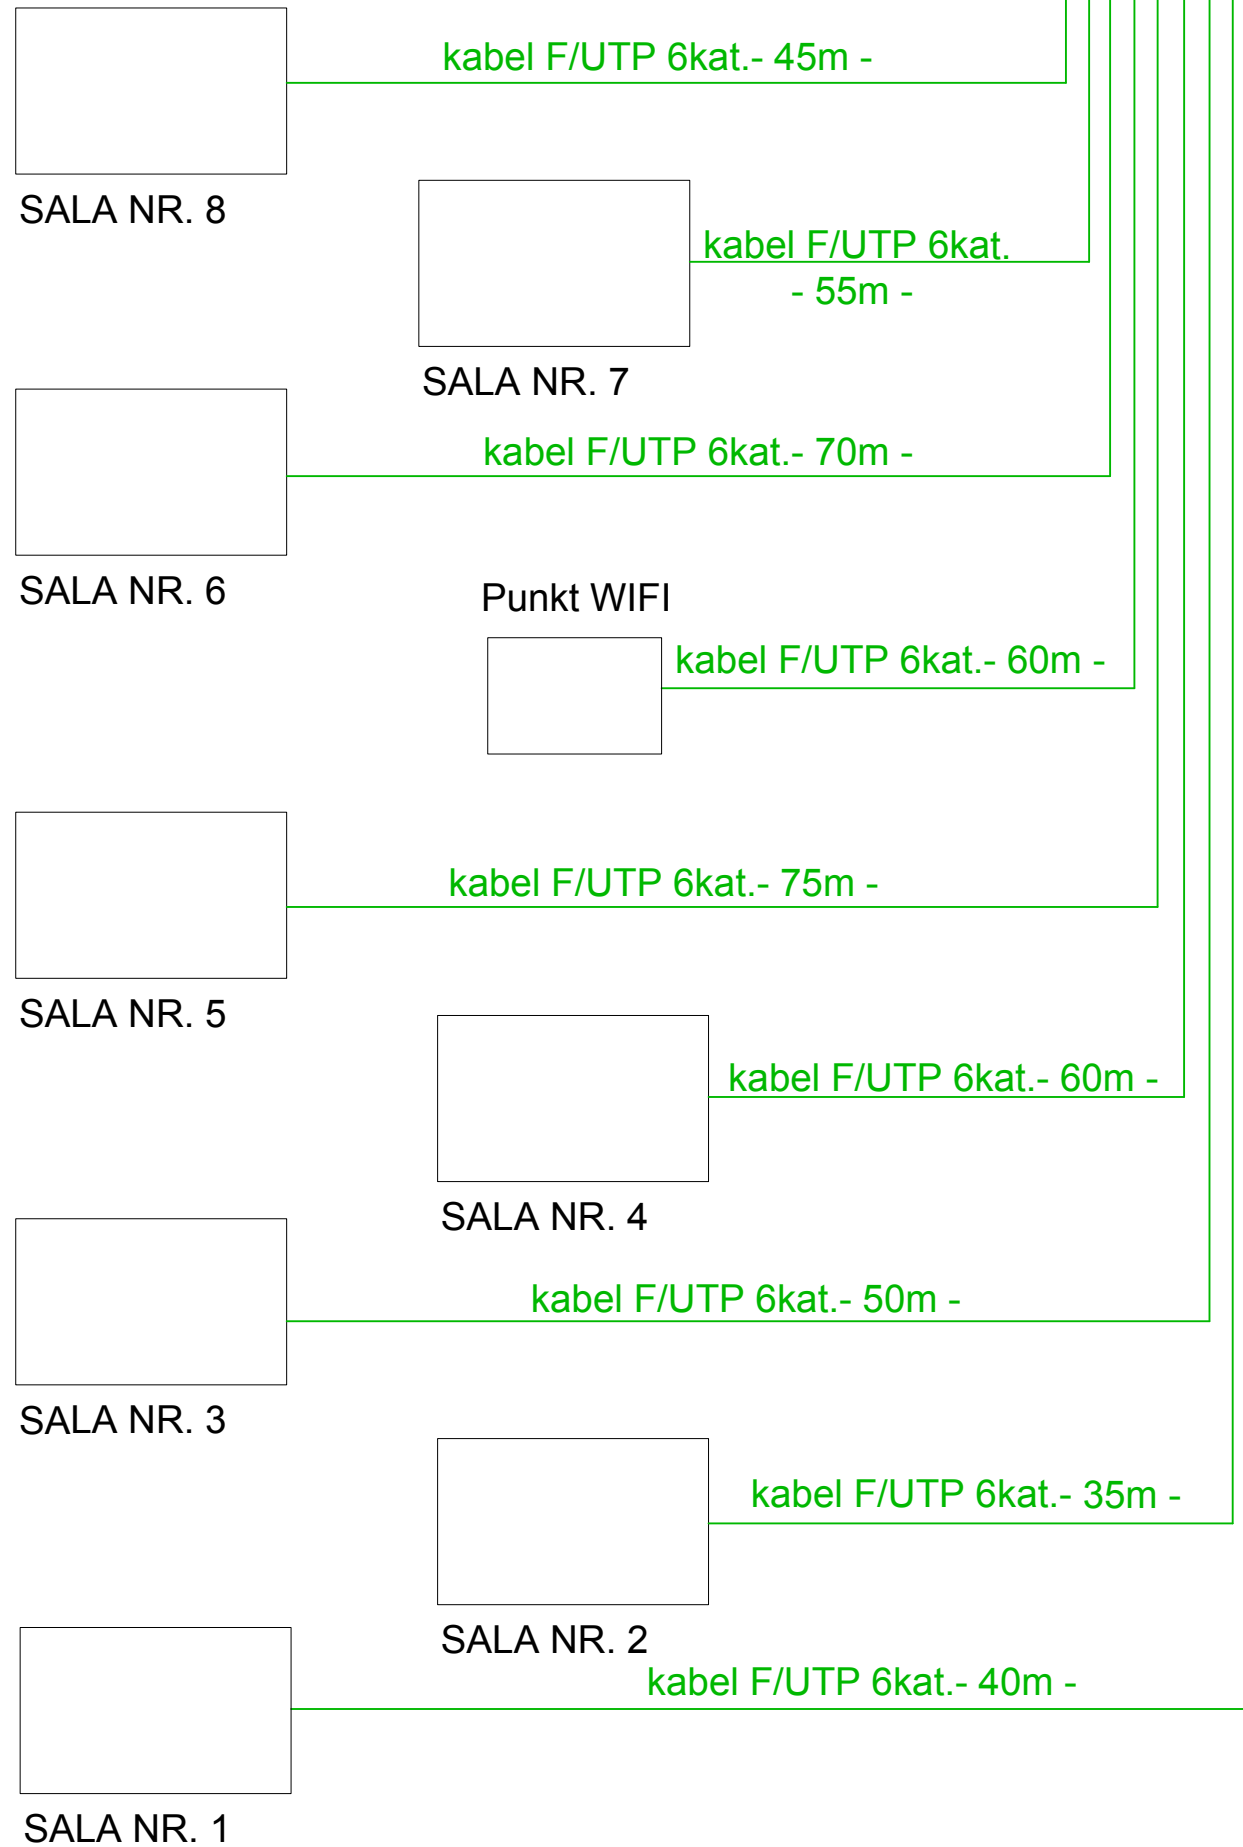 kabel F/UTP 6kat.- 45m -
SALA NR. 8
kabel F/UTP 6kat.
- 55m -
SALA NR. 7
kabel F/UTP 6kat.- 70m -
SALA NR. 6
Punkt WIFI
kabel F/UTP 6kat.- 60m -
kabel F/UTP 6kat.- 75m -
SALA NR. 5
kabel F/UTP 6kat.- 60m -
SALA NR. 4
kabel F/UTP 6kat.- 50m -
SALA NR. 3
kabel F/UTP 6kat.- 35m -
SALA NR. 2
kabel F/UTP 6kat.- 40m -
SALA NR. 1